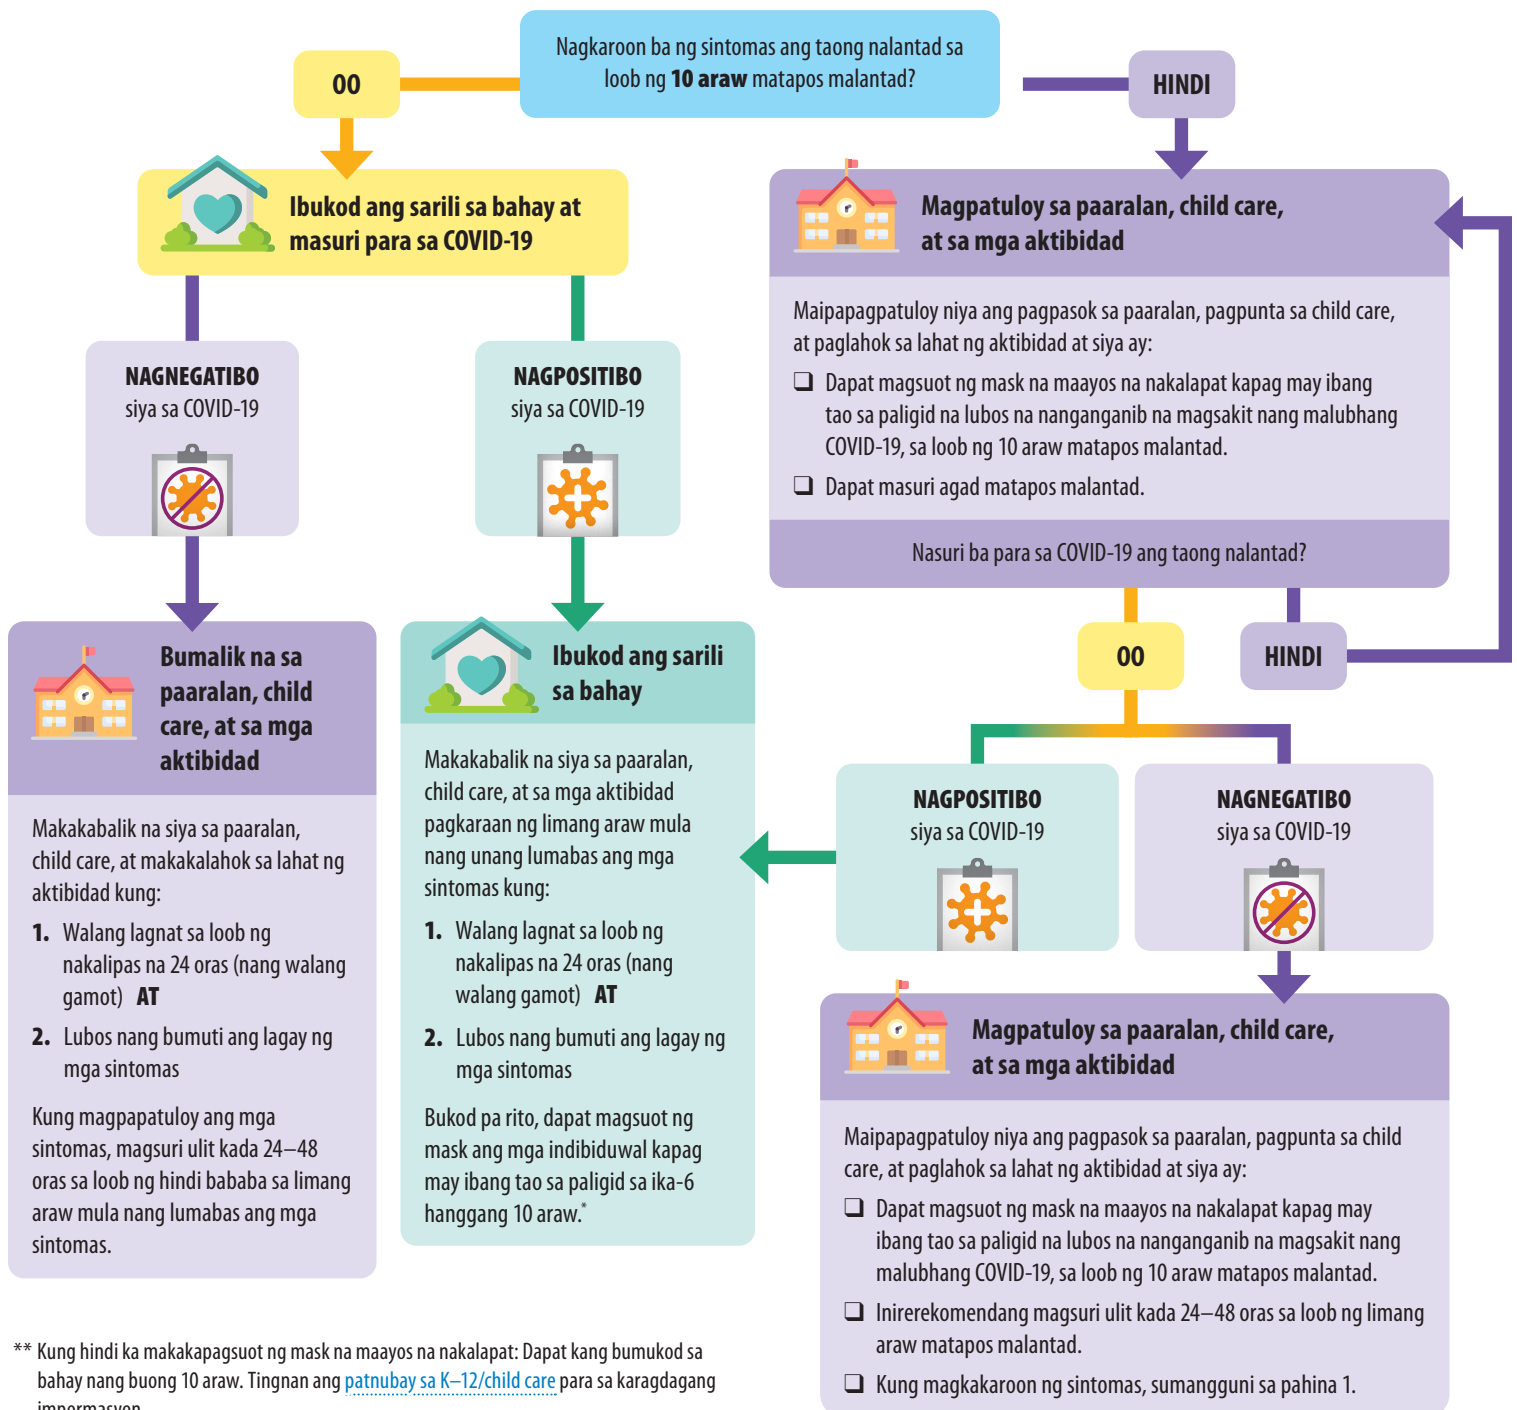 Nagkaroon ba ng sintomas ang taong nalantad sa
loob ng 10 araw matapos malantad?
OO
HINDI
Ibukod ang sarili sa bahay at
masuri para sa COVID-19
NAGNEGATIBO
siya sa COVID-19
NAGPOSITIBO
siya sa COVID-19
Bumalik na sa
paaralan, child
care, at sa mga
aktibidad
Makakabalik na siya sa paaralan,
child care, at makakalahok sa lahat ng
aktibidad kung:
1. Walang lagnat sa loob ng
nakalipas na 24 oras (nang walang
gamot) AT
2. Lubos nang bumuti ang lagay ng
mga sintomas
Kung magpapatuloy ang mga
sintomas, magsuri ulit kada 24–48
oras sa loob ng hindi bababa sa limang
araw mula nang lumabas ang mga
sintomas.
Ibukod ang sarili
sa bahay
Makakabalik na siya sa paaralan,
child care, at sa mga aktibidad
pagkaraan ng limang araw mula
nang unang lumabas ang mga
sintomas kung:
1. Walang lagnat sa loob ng
nakalipas na 24 oras (nang
walang gamot) AT
2. Lubos nang bumuti ang lagay ng
mga sintomas
Bukod pa rito, dapat magsuot ng
mask ang mga indibiduwal kapag
may ibang tao sa paligid sa ika-6
hanggang 10 araw.*
Magpatuloy sa paaralan, child care,
at sa mga aktibidad
Maipapagpatuloy niya ang pagpasok sa paaralan, pagpunta sa child care,
at paglahok sa lahat ng aktibidad at siya ay:
❑ Dapat magsuot ng mask na maayos na nakalapat kapag may ibang
tao sa paligid na lubos na nanganganib na magsakit nang malubhang
COVID-19, sa loob ng 10 araw matapos malantad.
❑ Dapat masuri agad matapos malantad.
Nasuri ba para sa COVID-19 ang taong nalantad?
OO
HINDI
NAGPOSITIBO
siya sa COVID-19
NAGNEGATIBO
siya sa COVID-19
Magpatuloy sa paaralan, child care,
at sa mga aktibidad
Maipapagpatuloy niya ang pagpasok sa paaralan, pagpunta sa child
care, at paglahok sa lahat ng aktibidad at siya ay:
❑ Dapat magsuot ng mask na maayos na nakalapat kapag may
ibang tao sa paligid na lubos na nanganganib na magsakit nang
malubhang COVID-19, sa loob ng 10 araw matapos malantad.
❑ Inirerekomendang magsuri ulit kada 24–48 oras sa loob ng limang
araw matapos malantad.
❑ Kung magkakaroon ng sintomas, sumangguni sa pahina 1.
** Kung hindi ka makakapagsuot ng mask na maayos na nakalapat: Dapat kang bumukod sa
bahay nang buong 10 araw. Tingnan ang patnubay sa K–12/child care para sa karagdagang